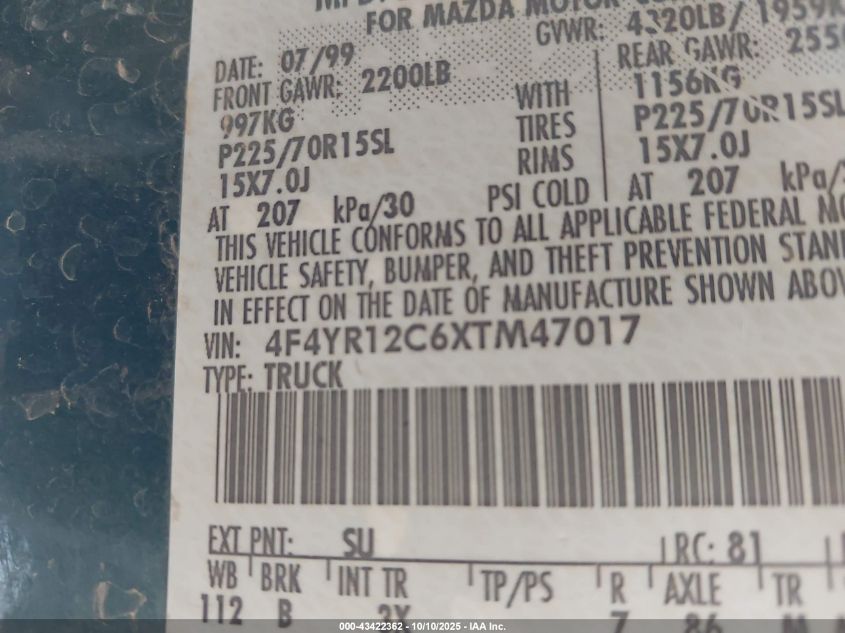 FOR MAZDA MOTOR
DATE: 07/99 GVWR: 4320LB/ 1959K
FRONT GAWR: 2200LB REAR GAWR: 255
997KG WITH 1156KG
P225/70R15SL TIRES P225/70R15SL
15X7.0J RIMS 15X7.0J
AT 207 kPa/30 PSI COLD AT 207 kPa/
THIS VEHICLE CONFORMS TO ALL APPLICABLE FEDERAL MO
VEHICLE SAFETY, BUMPER, AND THEFT PREVENTION STAN
IN EFFECT ON THE DATE OF MANUFACTURE SHOWN ABOV
VIN: 4F4YR12C6XTM47017
TYPE: TRUCK
EXT PNT: SU RC: 81
WB BRK INT TR TP/PS R AXLE TR
112 B 2X 7 86 M
000-43422362 - 10/10/2025 - IAA Inc.